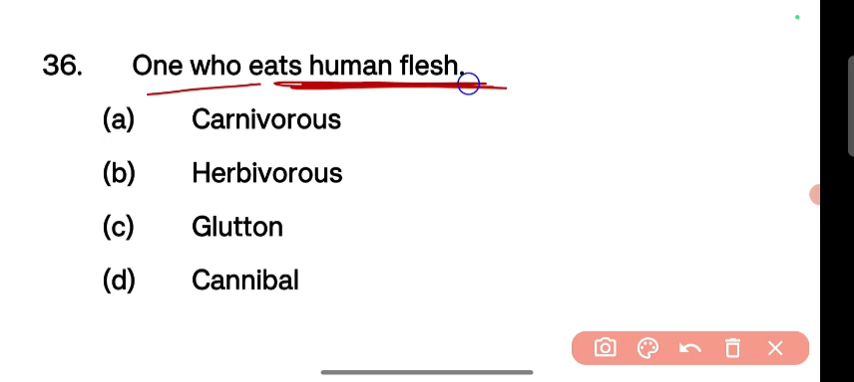 36. One who eats human flesh.
(a) Carnivorous
(b) Herbivorous
(c) Glutton
(d) Cannibal